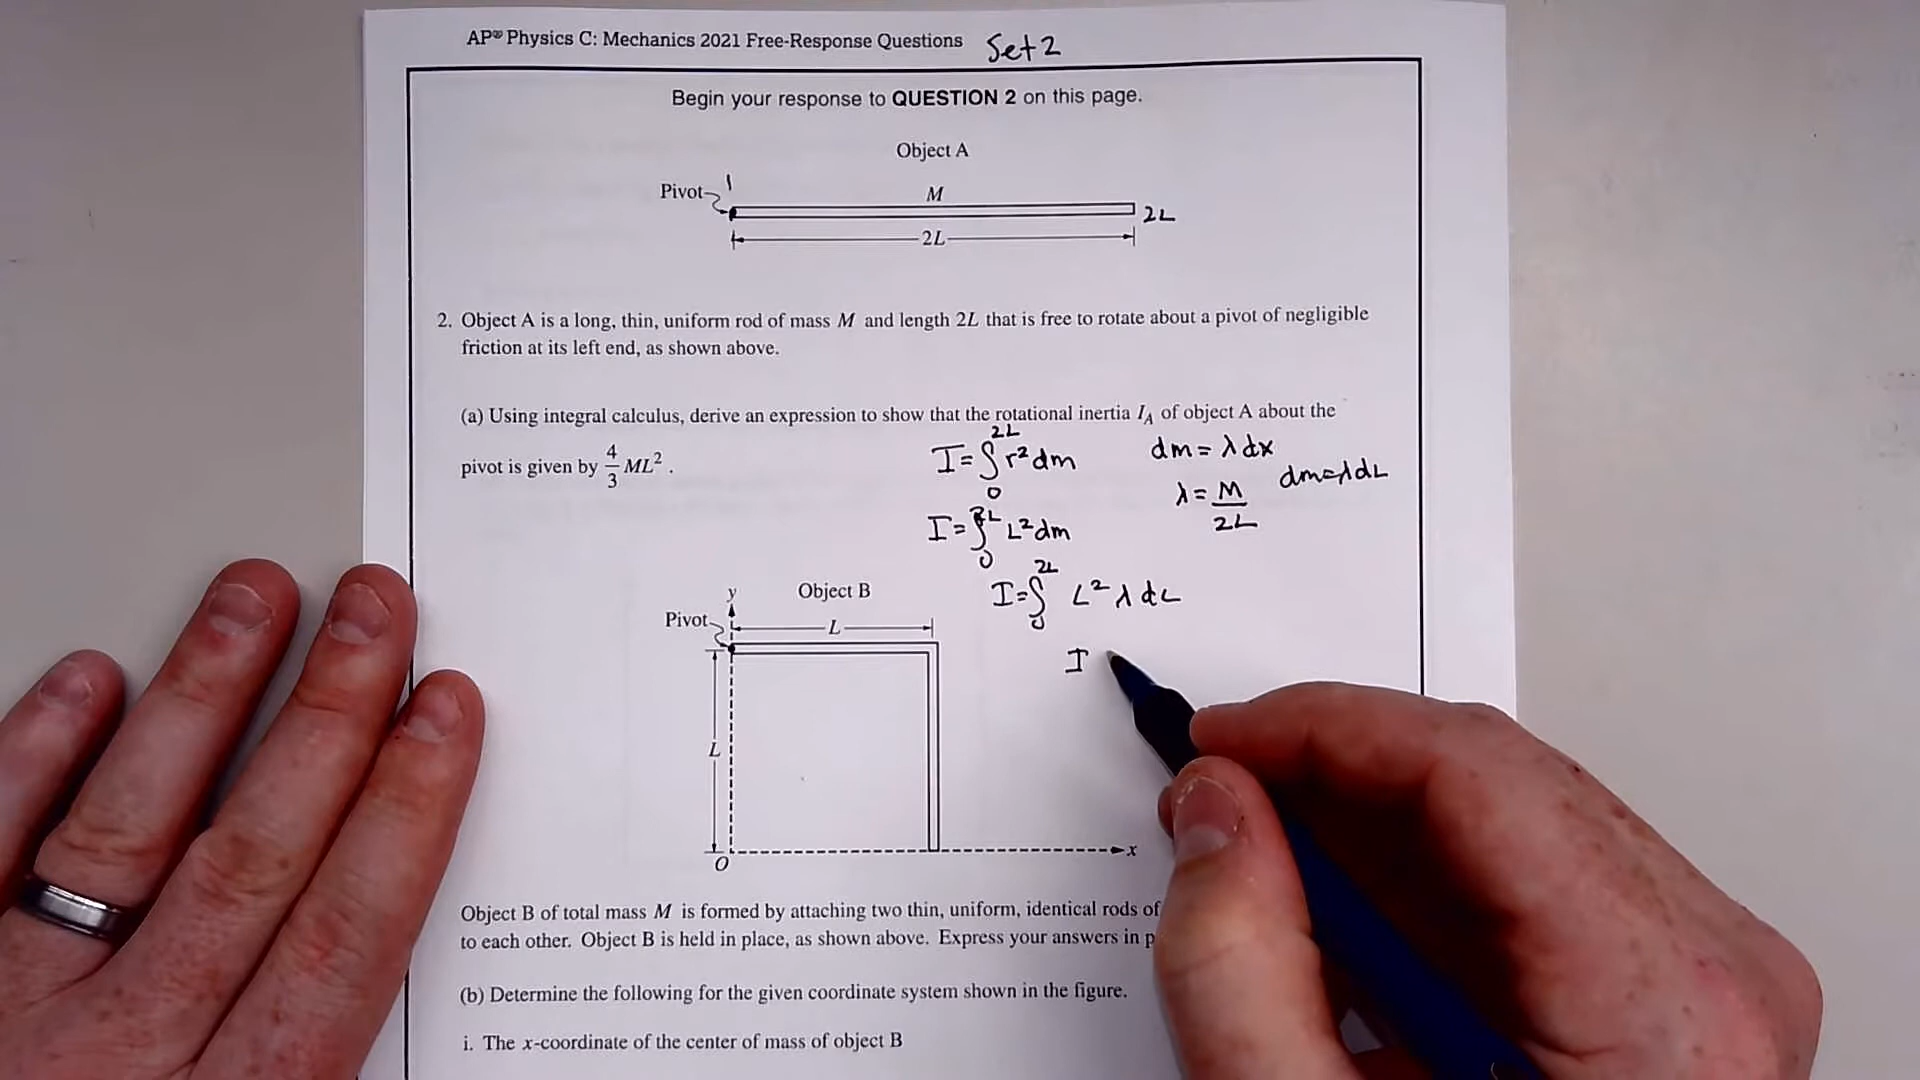 AP® Physics C: Mechanics 2021 Free-Response Questions Set 2
Begin your response to QUESTION 2 on this page.
Object A
Pivot
M
2L
2L
2. Object A is a long, thin, uniform rod of mass M and length 2L that is free to rotate about a pivot of negligible
friction at its left end, as shown above.
(a) Using integral calculus, derive an expression to show that the rotational inertia I_A of object A about the
pivot is given by 4/3 ML².
I = ∫₀^2L r² dm
dm = λ dx
dm = λ dL
λ = M/2L
I = ∫₀^2L L² dm
I = ∫₀^2L L² λ dL
I
Object B
y
Pivot
L
L
O
x
Object B of total mass M is formed by attaching two thin, uniform, identical rods of
to each other. Object B is held in place, as shown above. Express your answers in
(b) Determine the following for the given coordinate system shown in the figure.
i. The x-coordinate of the center of mass of object B